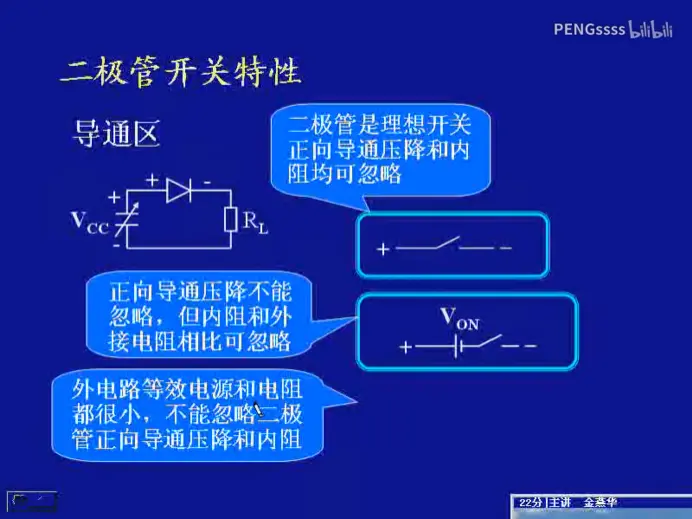 PENGssss bilibili
二极管开关特性
导通区
二极管是理想开关
正向导通压降和内
阻均可忽略
+ -
+
V_CC
R_L
-
+ -
正向导通压降不能
忽略，但内阻和外
接电阻相比可忽略
V_ON
+ -
外电路等效电源和电阻
都很小，不能忽略二极
管正向导通压降和内阻
22分|主讲 金燕华